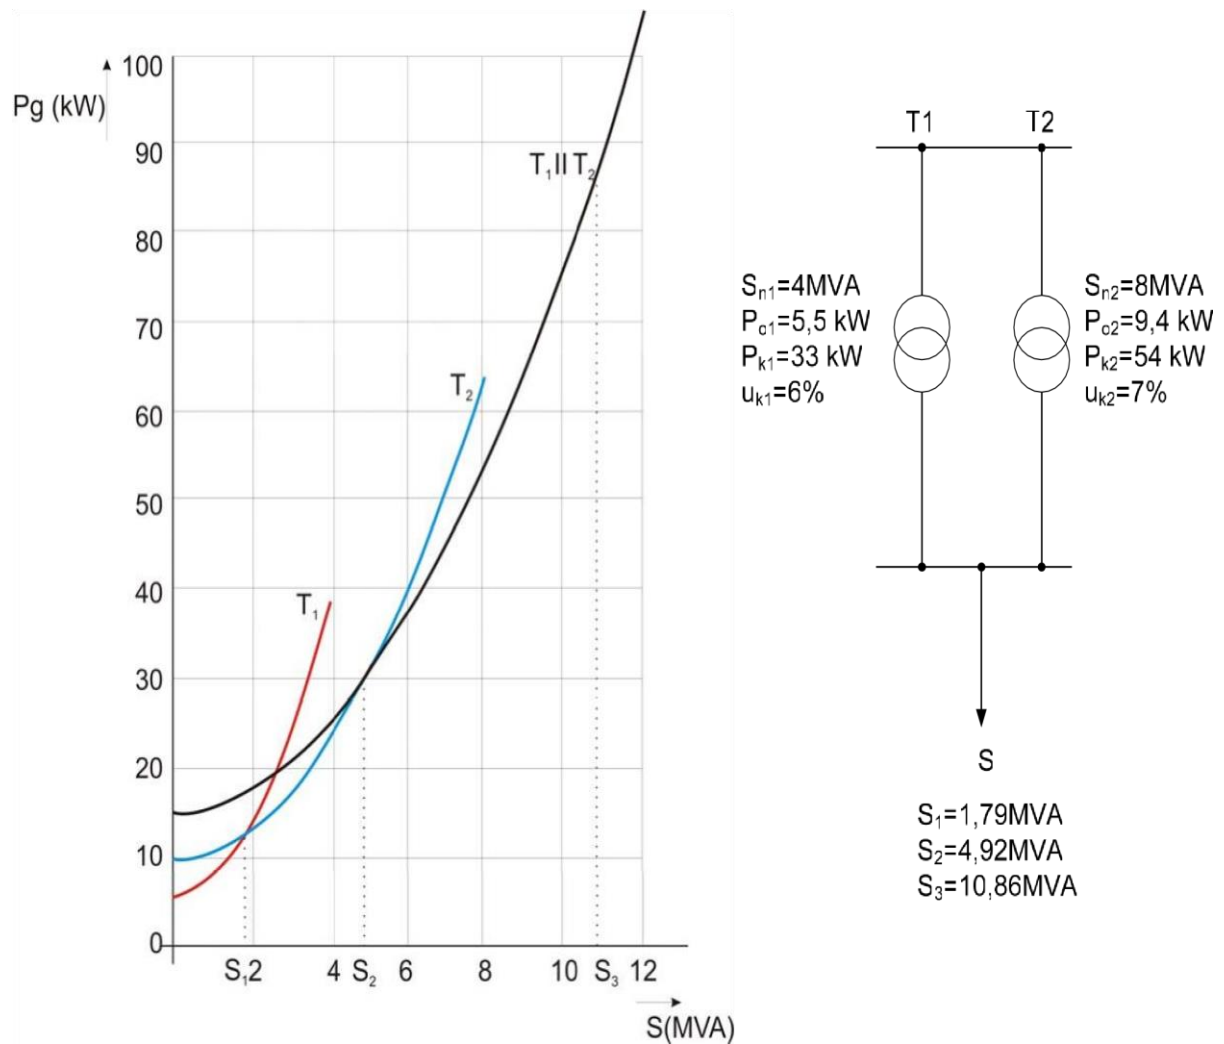 Pg (kW)
100
90
80
70
60
50
40
30
20
10
0
T₁ II T₂
T₂
T₁
S₁ 2 4 S₂ 6 8 10 S₃ 12
S(MVA)
T1 T2
Sn1=4MVA
Po1=5,5 kW
Pk1=33 kW
uk1=6%
Sn2=8MVA
Po2=9,4 kW
Pk2=54 kW
uk2=7%
S
S₁=1,79MVA
S₂=4,92MVA
S₃=10,86MVA